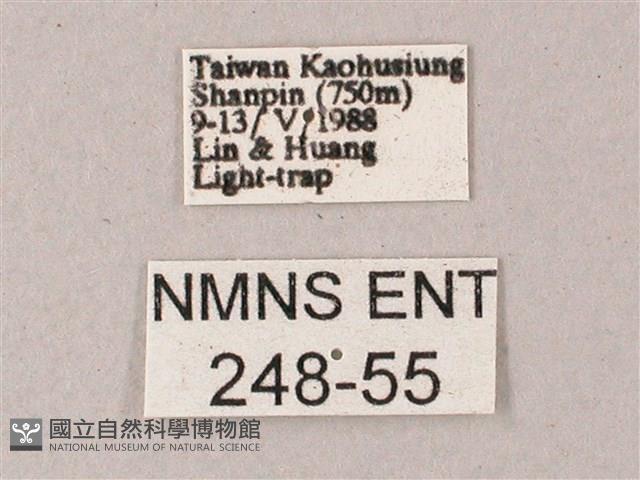 Taiwan Kaohusiung
Shanpin (750m)
9-13/ V/1988
Lin & Huang
Light-trap
NMNS ENT
248-55
國立自然科學博物館
NATIONAL MUSEUM OF NATURAL SCIENCE